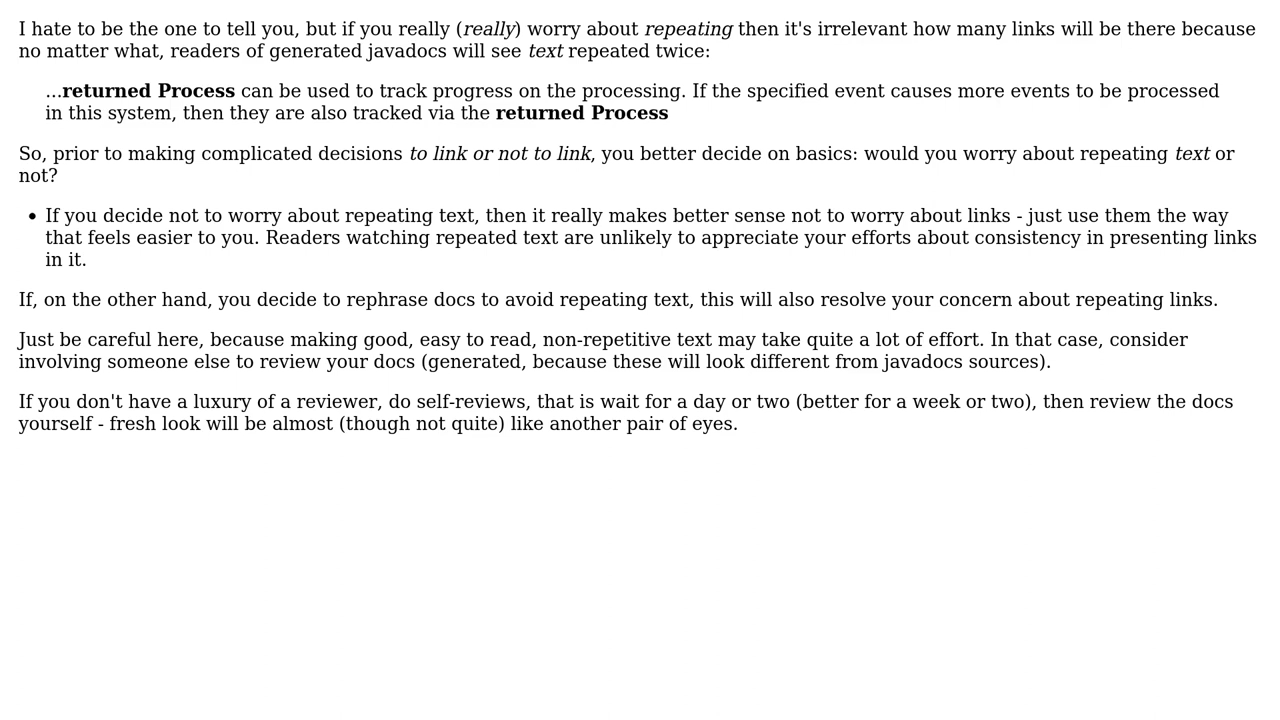 I hate to be the one to tell you, but if you really (really) worry about repeating then it's irrelevant how many links will be there because
no matter what, readers of generated javadocs will see text repeated twice:
...returned Process can be used to track progress on the processing. If the specified event causes more events to be processed
in this system, then they are also tracked via the returned Process
So, prior to making complicated decisions to link or not to link, you better decide on basics: would you worry about repeating text or
not?
• If you decide not to worry about repeating text, then it really makes better sense not to worry about links - just use them the way
that feels easier to you. Readers watching repeated text are unlikely to appreciate your efforts about consistency in presenting links
in it.
If, on the other hand, you decide to rephrase docs to avoid repeating text, this will also resolve your concern about repeating links.
Just be careful here, because making good, easy to read, non-repetitive text may take quite a lot of effort. In that case, consider
involving someone else to review your docs (generated, because these will look different from javadocs sources).
If you don't have a luxury of a reviewer, do self-reviews, that is wait for a day or two (better for a week or two), then review the docs
yourself - fresh look will be almost (though not quite) like another pair of eyes.